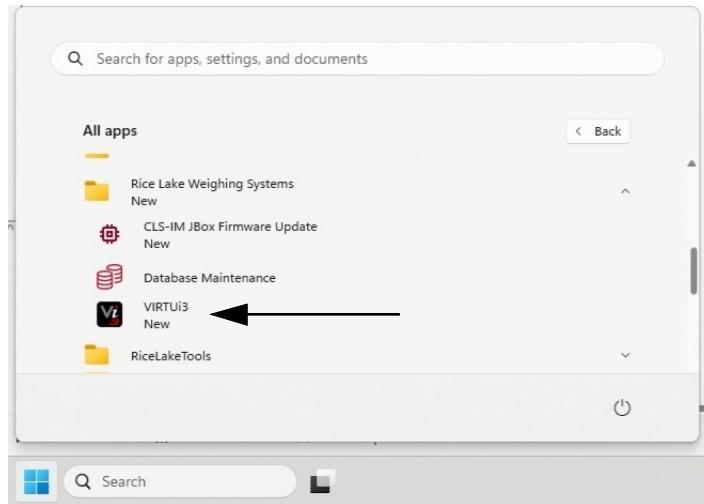 Search for apps, settings, and documents
All apps
Back
Rice Lake Weighing Systems
New
CLS-IM JBox Firmware Update
New
Database Maintenance
Vi
VIRTUi3
New
RiceLakeTools
Search